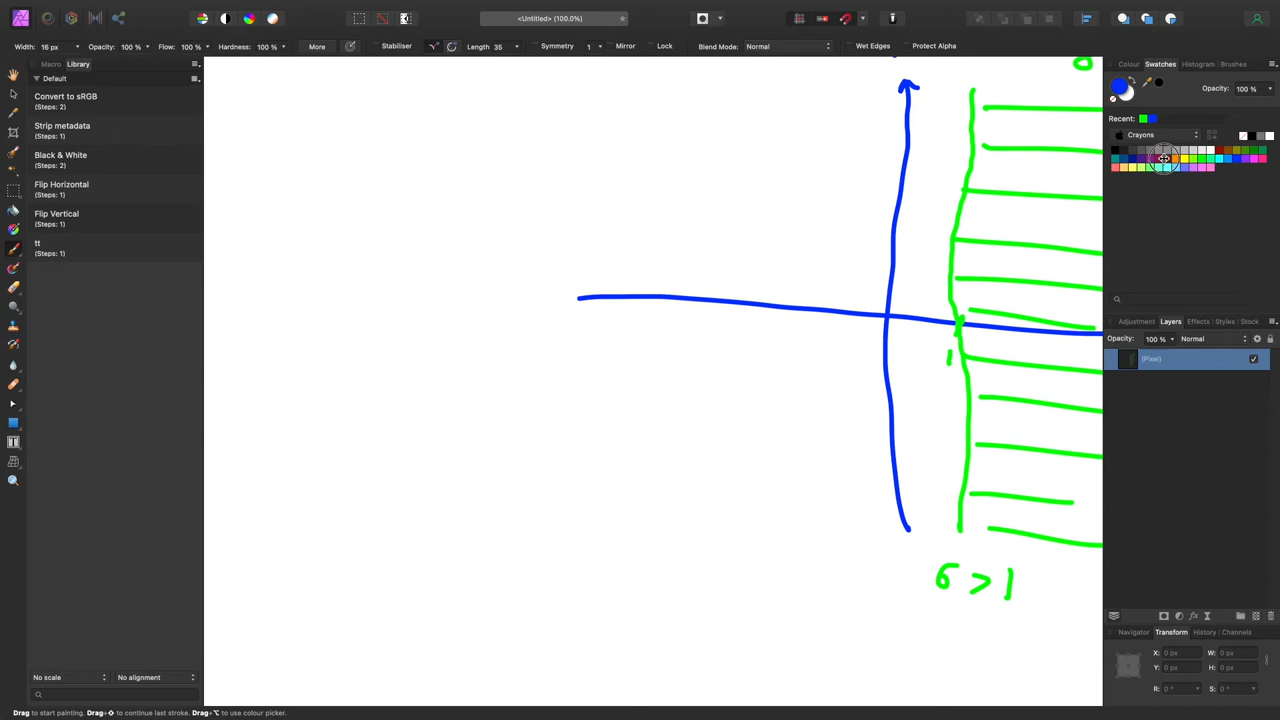 <Untitled> (100.0%)
Width: 16 px Opacity: 100 % Flow: 100 % Hardness: 100 % More Stabiliser Length 35 Symmetry 1 Mirror Lock Blend Mode: Normal Wet Edges Protect Alpha
Macro Library
Default
Convert to sRGB
(Steps: 2)
Strip metadata
(Steps: 1)
Black & White
(Steps: 2)
Flip Horizontal
(Steps: 1)
Flip Vertical
(Steps: 1)
tt
(Steps: 1)
1
σ > 1
Colour Swatches Histogram Brushes
Opacity: 100 %
Recent:
Crayons
Adjustment Layers Effects Styles Stock
Opacity: 100 % Normal
(Pixel)
Navigator Transform History Channels
X: 0 px W: 0 px
Y: 0 px H: 0 px
R: 0 ° S: 0 °
No scale No alignment
Drag to start painting. Drag+⇧ to continue last stroke. Drag+⌥ to use colour picker.